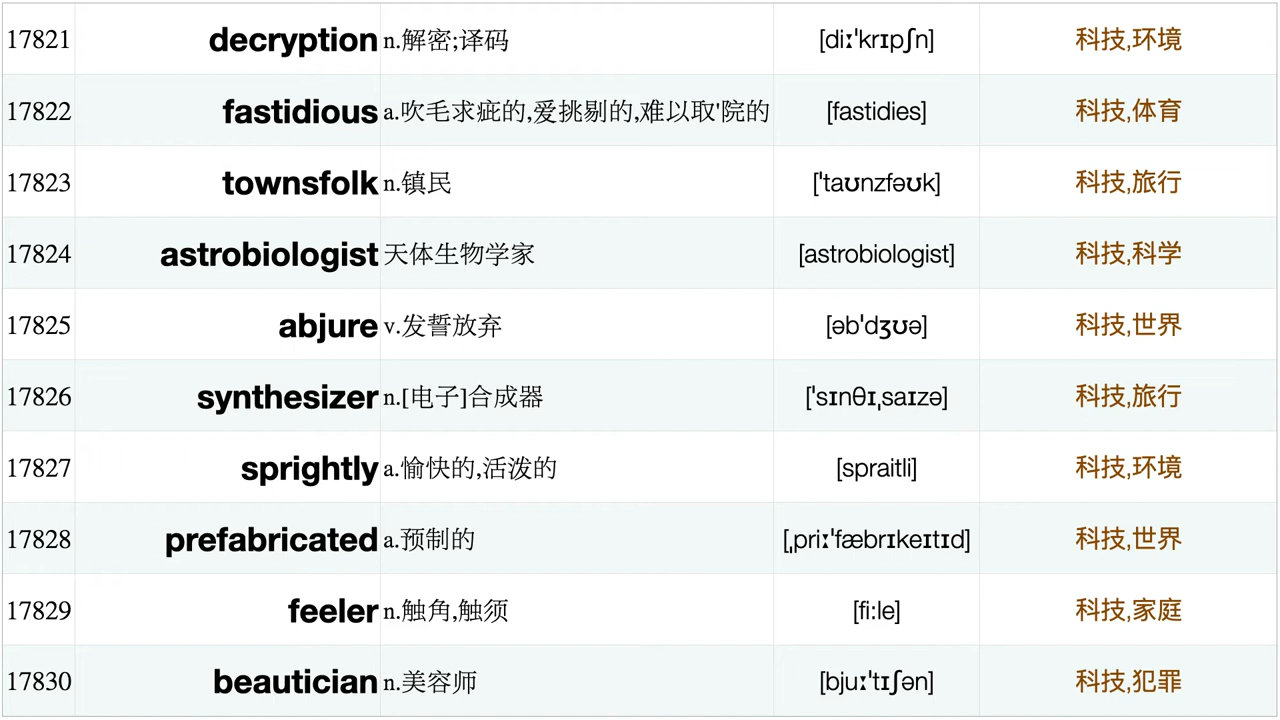 17821 decryption n.解密;译码 [diːˈkrɪpʃn] 科技,环境
17822 fastidious a.吹毛求疵的,爱挑剔的,难以取'院的 [fastidies] 科技,体育
17823 townsfolk n.镇民 [ˈtaʊnzfəʊk] 科技,旅行
17824 astrobiologist 天体生物学家 [astrobiologist] 科技,科学
17825 abjure v.发誓放弃 [əbˈdʒʊə] 科技,世界
17826 synthesizer n.[电子]合成器 [ˈsɪnθɪˌsaɪzə] 科技,旅行
17827 sprightly a.愉快的,活泼的 [spraitli] 科技,环境
17828 prefabricated a.预制的 [ˌpriːˈfæbrɪkeɪtɪd] 科技,世界
17829 feeler n.触角,触须 [fi:le] 科技,家庭
17830 beautician n.美容师 [bjuːˈtɪʃən] 科技,犯罪